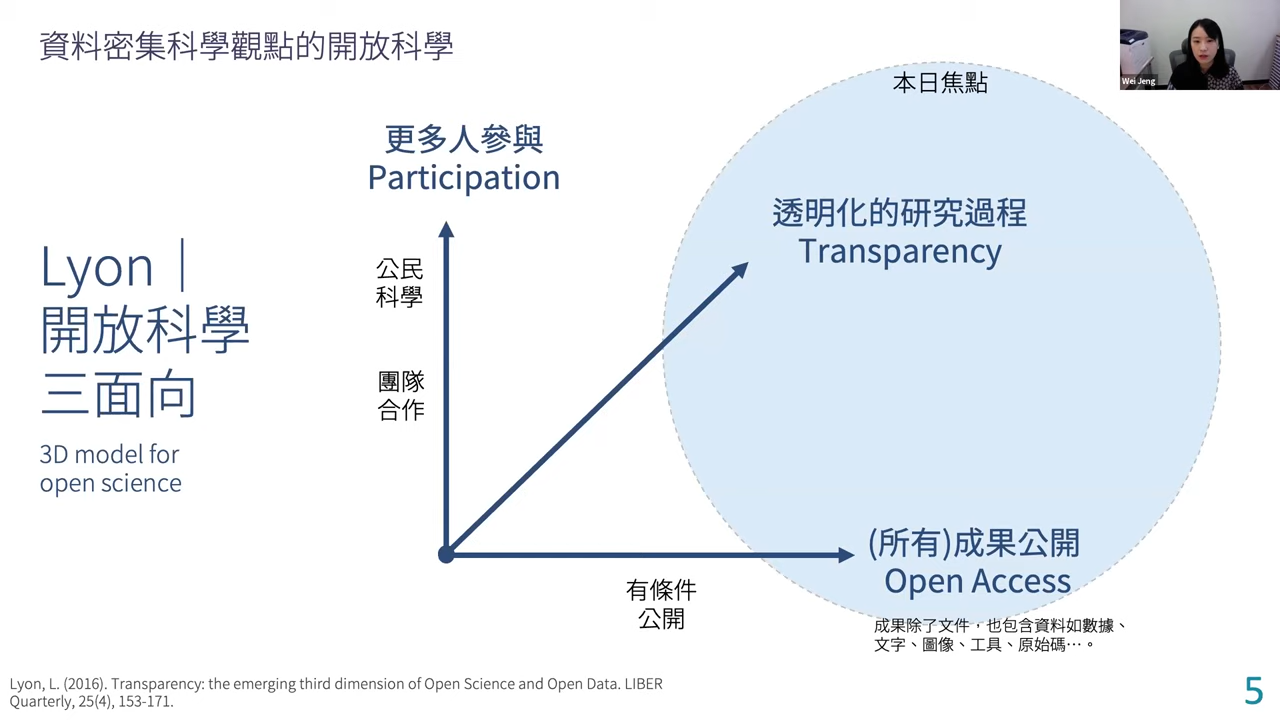 資料密集科學觀點的開放科學
Wei Jeng
本日焦點
更多人參與
Participation
透明化的研究過程
Transparency
Lyon｜
開放科學
三面向
3D model for
open science
公民
科學
團隊
合作
(所有)成果公開
Open Access
有條件
公開
成果除了文件，也包含資料如數據、
文字、圖像、工具、原始碼…。
Lyon, L. (2016). Transparency: the emerging third dimension of Open Science and Open Data. LIBER
Quarterly, 25(4), 153-171.
5